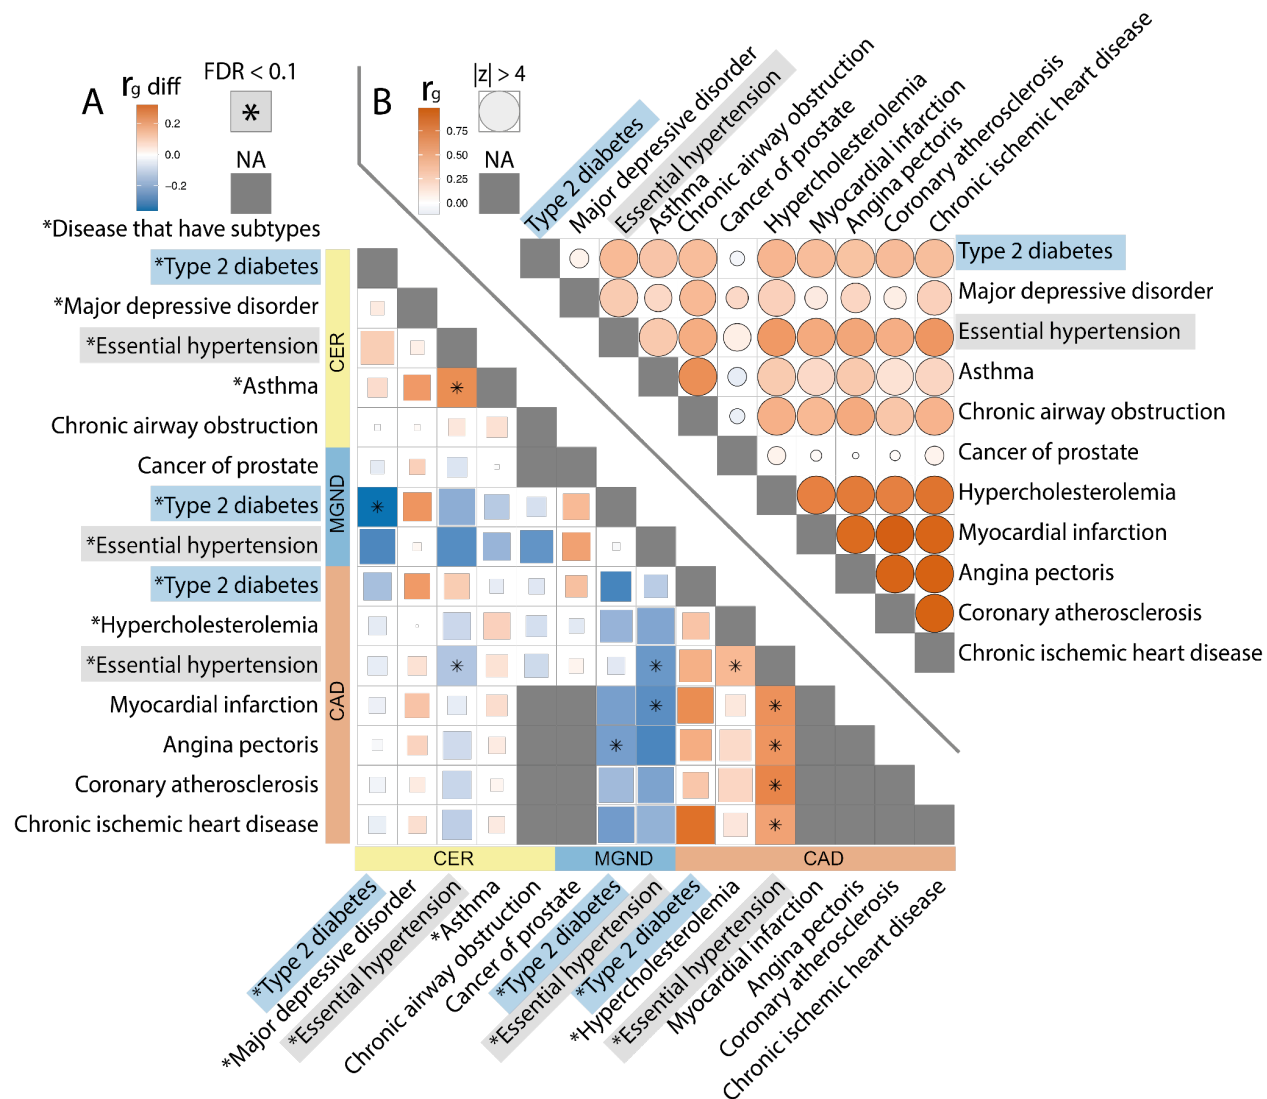 A
rg diff
0.2
0.0
−0.2
FDR < 0.1
*
NA
B
rg
0.75
0.50
0.25
0.00
|z| > 4
NA
Type 2 diabetes
Major depressive disorder
Essential hypertension
Asthma
Chronic airway obstruction
Cancer of prostate
Hypercholesterolemia
Myocardial infarction
Angina pectoris
Coronary atherosclerosis
Chronic ischemic heart disease
Type 2 diabetes
Major depressive disorder
Essential hypertension
Asthma
Chronic airway obstruction
Cancer of prostate
Hypercholesterolemia
Myocardial infarction
Angina pectoris
Coronary atherosclerosis
Chronic ischemic heart disease
*Disease that have subtypes
*Type 2 diabetes
*Major depressive disorder
*Essential hypertension
*Asthma
Chronic airway obstruction
Cancer of prostate
*Type 2 diabetes
*Essential hypertension
*Type 2 diabetes
*Hypercholesterolemia
*Essential hypertension
Myocardial infarction
Angina pectoris
Coronary atherosclerosis
Chronic ischemic heart disease
CER
MGND
CAD
CER
MGND
CAD
*Type 2 diabetes
*Major depressive disorder
*Essential hypertension
*Asthma
Chronic airway obstruction
Cancer of prostate
*Type 2 diabetes
*Essential hypertension
*Type 2 diabetes
*Hypercholesterolemia
*Essential hypertension
Myocardial infarction
Angina pectoris
Coronary atherosclerosis
Chronic ischemic heart disease